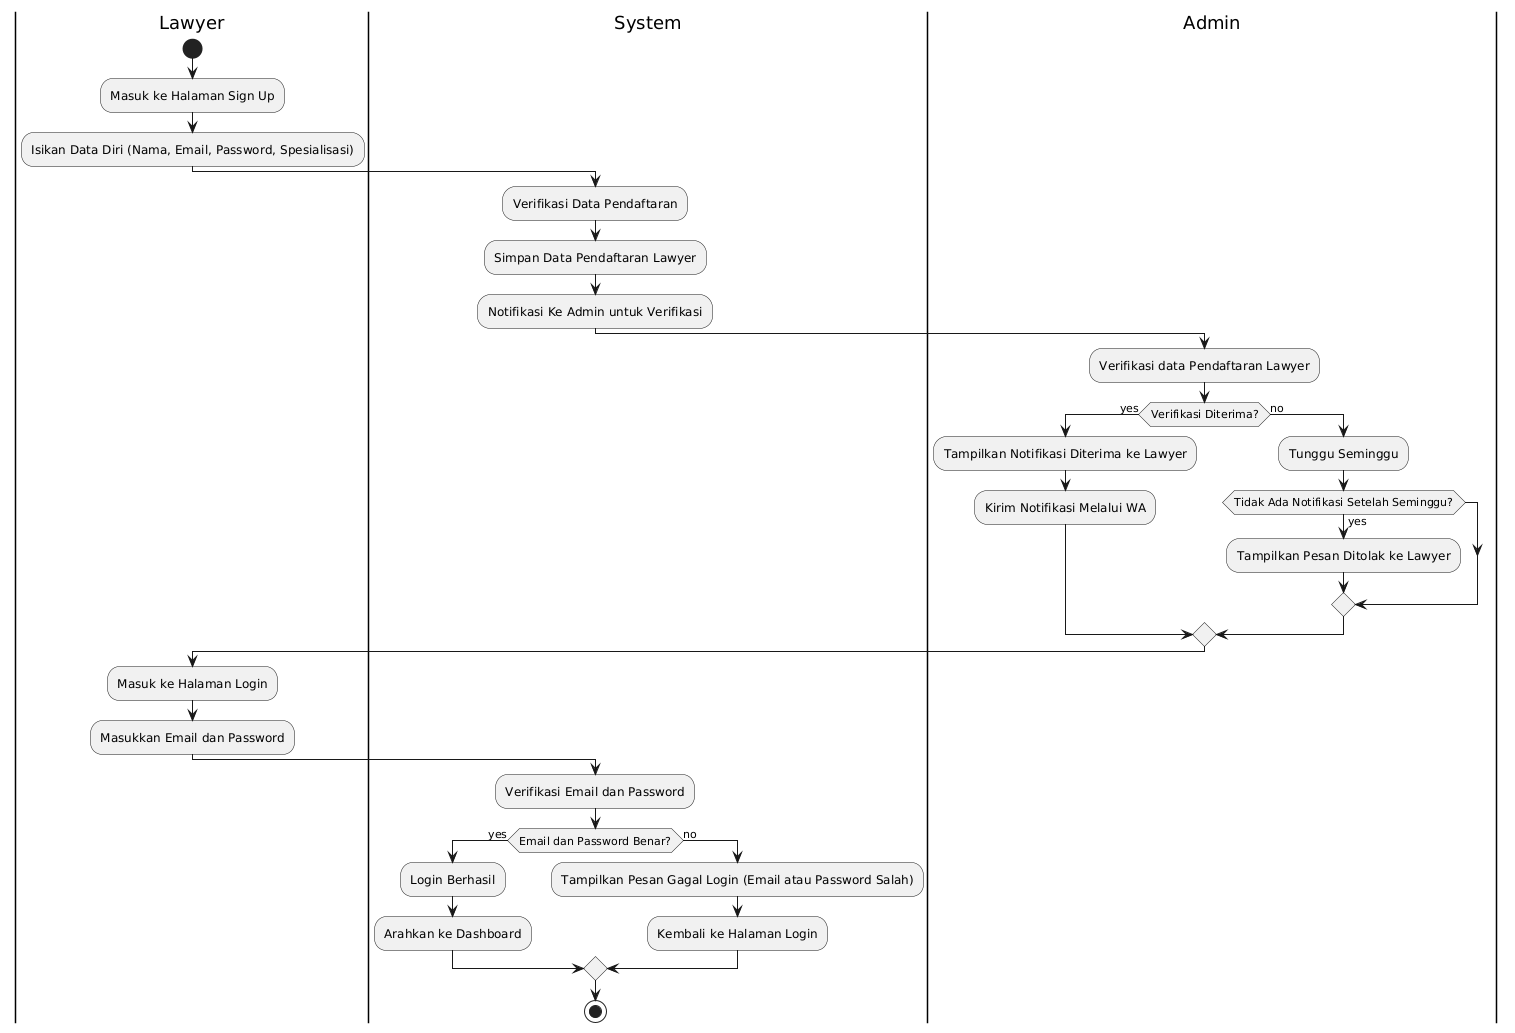 Lawyer
System
Admin
Masuk ke Halaman Sign Up
Isikan Data Diri (Nama, Email, Password, Spesialisasi)
Verifikasi Data Pendaftaran
Simpan Data Pendaftaran Lawyer
Notifikasi Ke Admin untuk Verifikasi
Verifikasi data Pendaftaran Lawyer
yes
Verifikasi Diterima?
no
Tampilkan Notifikasi Diterima ke Lawyer
Tunggu Seminggu
Kirim Notifikasi Melalui WA
Tidak Ada Notifikasi Setelah Seminggu?
yes
Tampilkan Pesan Ditolak ke Lawyer
Masuk ke Halaman Login
Masukkan Email dan Password
Verifikasi Email dan Password
yes
Email dan Password Benar?
no
Login Berhasil
Tampilkan Pesan Gagal Login (Email atau Password Salah)
Arahkan ke Dashboard
Kembali ke Halaman Login